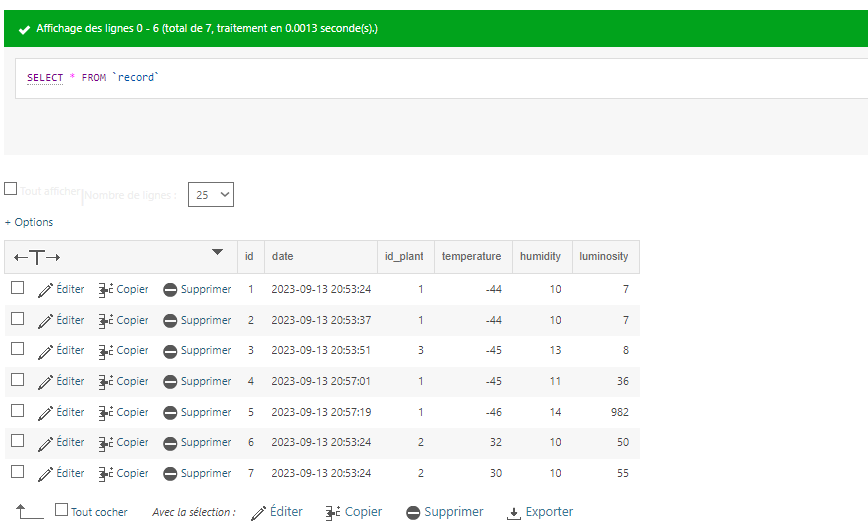 Affichage des lignes 0 - 6 (total de 7, traitement en 0.0013 seconde(s).)
SELECT * FROM `record`
Tout afficher Nombre de lignes : 25
+ Options
id date id_plant temperature humidity luminosity
Éditer Copier Supprimer 1 2023-09-13 20:53:24 1 -44 10 7
Éditer Copier Supprimer 2 2023-09-13 20:53:37 1 -44 10 7
Éditer Copier Supprimer 3 2023-09-13 20:53:51 3 -45 13 8
Éditer Copier Supprimer 4 2023-09-13 20:57:01 1 -45 11 36
Éditer Copier Supprimer 5 2023-09-13 20:57:19 1 -46 14 982
Éditer Copier Supprimer 6 2023-09-13 20:53:24 2 32 10 50
Éditer Copier Supprimer 7 2023-09-13 20:53:24 2 30 10 55
Tout cocher Avec la sélection : Éditer Copier Supprimer Exporter